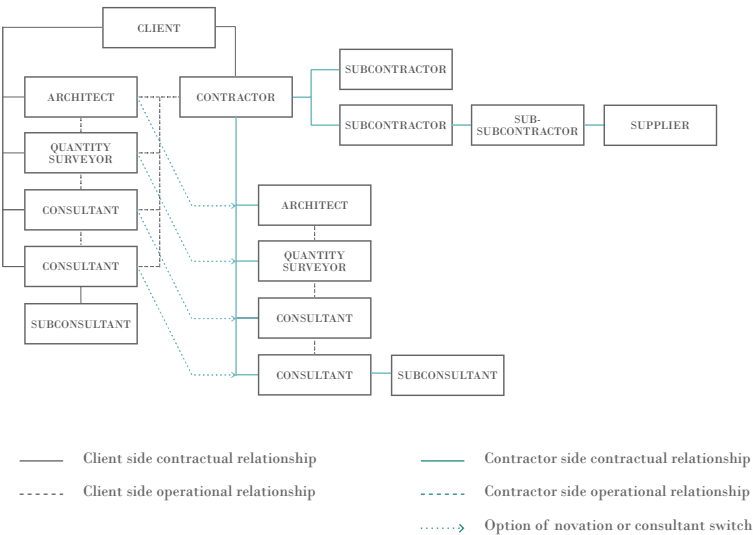 CLIENT
ARCHITECT
CONTRACTOR
SUBCONTRACTOR
SUBCONTRACTOR
SUB-
SUBCONTRACTOR
SUPPLIER
QUANTITY
SURVEYOR
CONSULTANT
CONSULTANT
SUBCONSULTANT
ARCHITECT
QUANTITY
SURVEYOR
CONSULTANT
CONSULTANT
SUBCONSULTANT
Client side contractual relationship
Client side operational relationship
Contractor side contractual relationship
Contractor side operational relationship
Option of novation or consultant switch